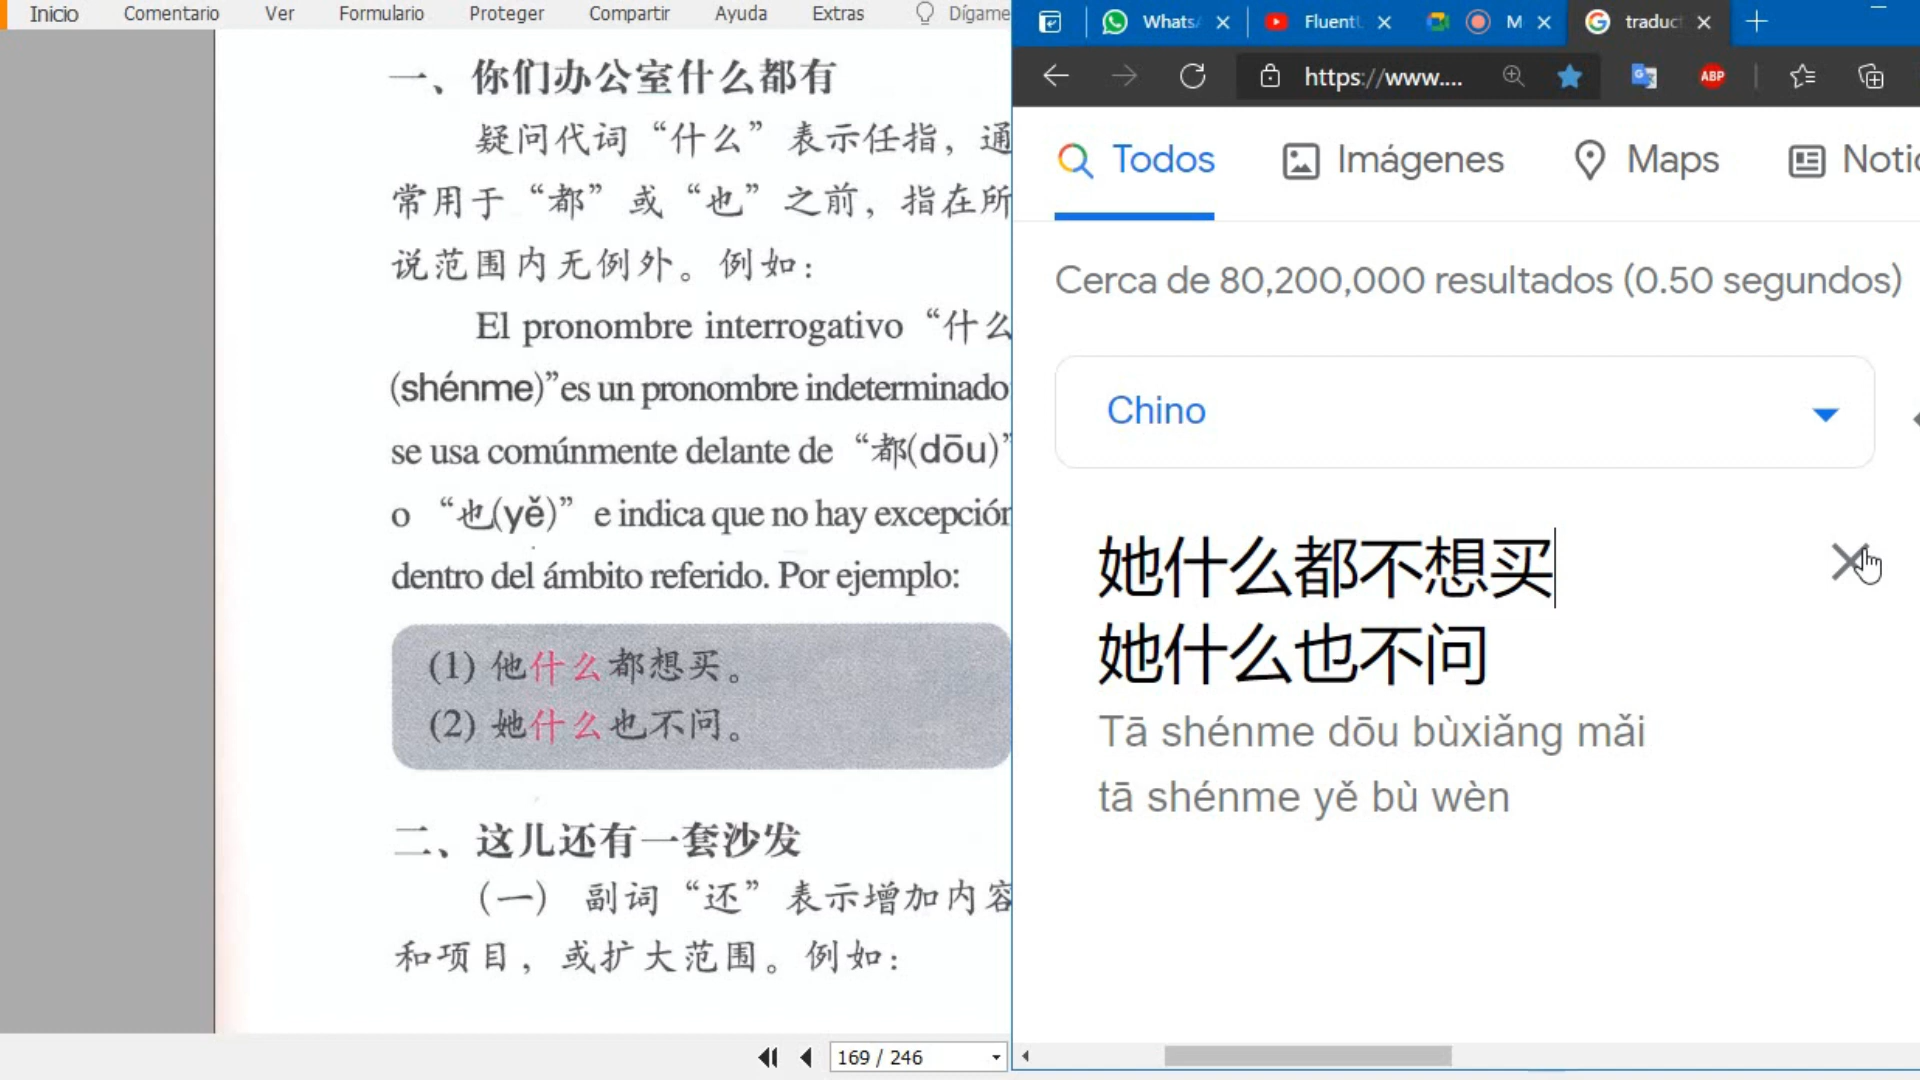 Inicio Comentario Ver Formulario Proteger Compartir Ayuda Extras Dígame
一、你们办公室什么都有
疑问代词“什么”表示任指，通
常用于“都”或“也”之前，指在所
说范围内无例外。例如：
El pronombre interrogativo “什么
(shénme)”es un pronombre indeterminado
se usa comúnmente delante de “都(dōu)”
o “也(yě)” e indica que no hay excepción
dentro del ámbito referido. Por ejemplo:
(1) 他什么都想买。
(2) 她什么也不问。
二、这儿还有一套沙发
(一) 副词“还”表示增加内容
和项目，或扩大范围。例如：
169 / 246
Whats FluentU M traduc
https://www....
ABP
Todos Imágenes Maps Notic
Cerca de 80,200,000 resultados (0.50 segundos)
Chino
她什么都不想买
她什么也不问
Tā shénme dōu bùxiǎng mǎi
tā shénme yě bù wèn